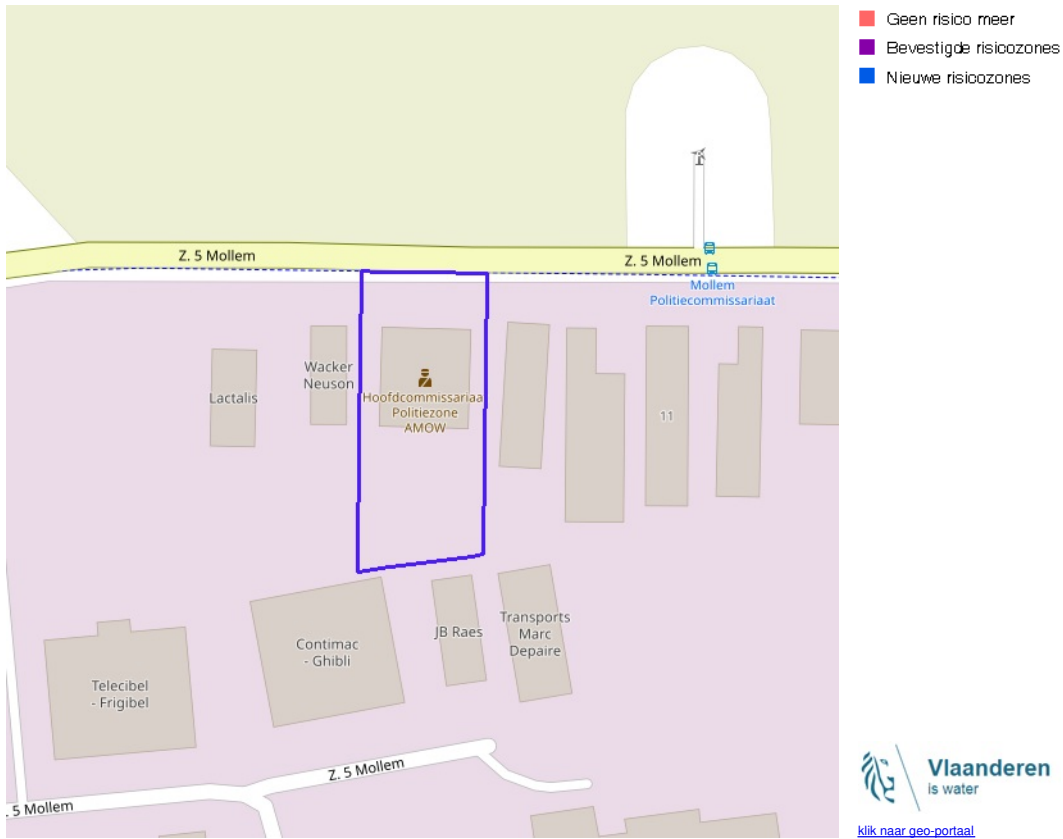 Geen risico meer
Bevestigde risicozones
Nieuwe risicozones
Z. 5 Mollem
Z. 5 Mollem
Mollem
Politiecommissariaat
Wacker
Neuson
Lactalis
Hoofdcommissariaa
Politiezone
AMOW
11
Contimac
- Ghibli
JB Raes
Transports
Marc
Depaire
Telecibel
- Frigibel
Z. 5 Mollem
5 Mollem
Vlaanderen
is water
klik naar geo-portaal